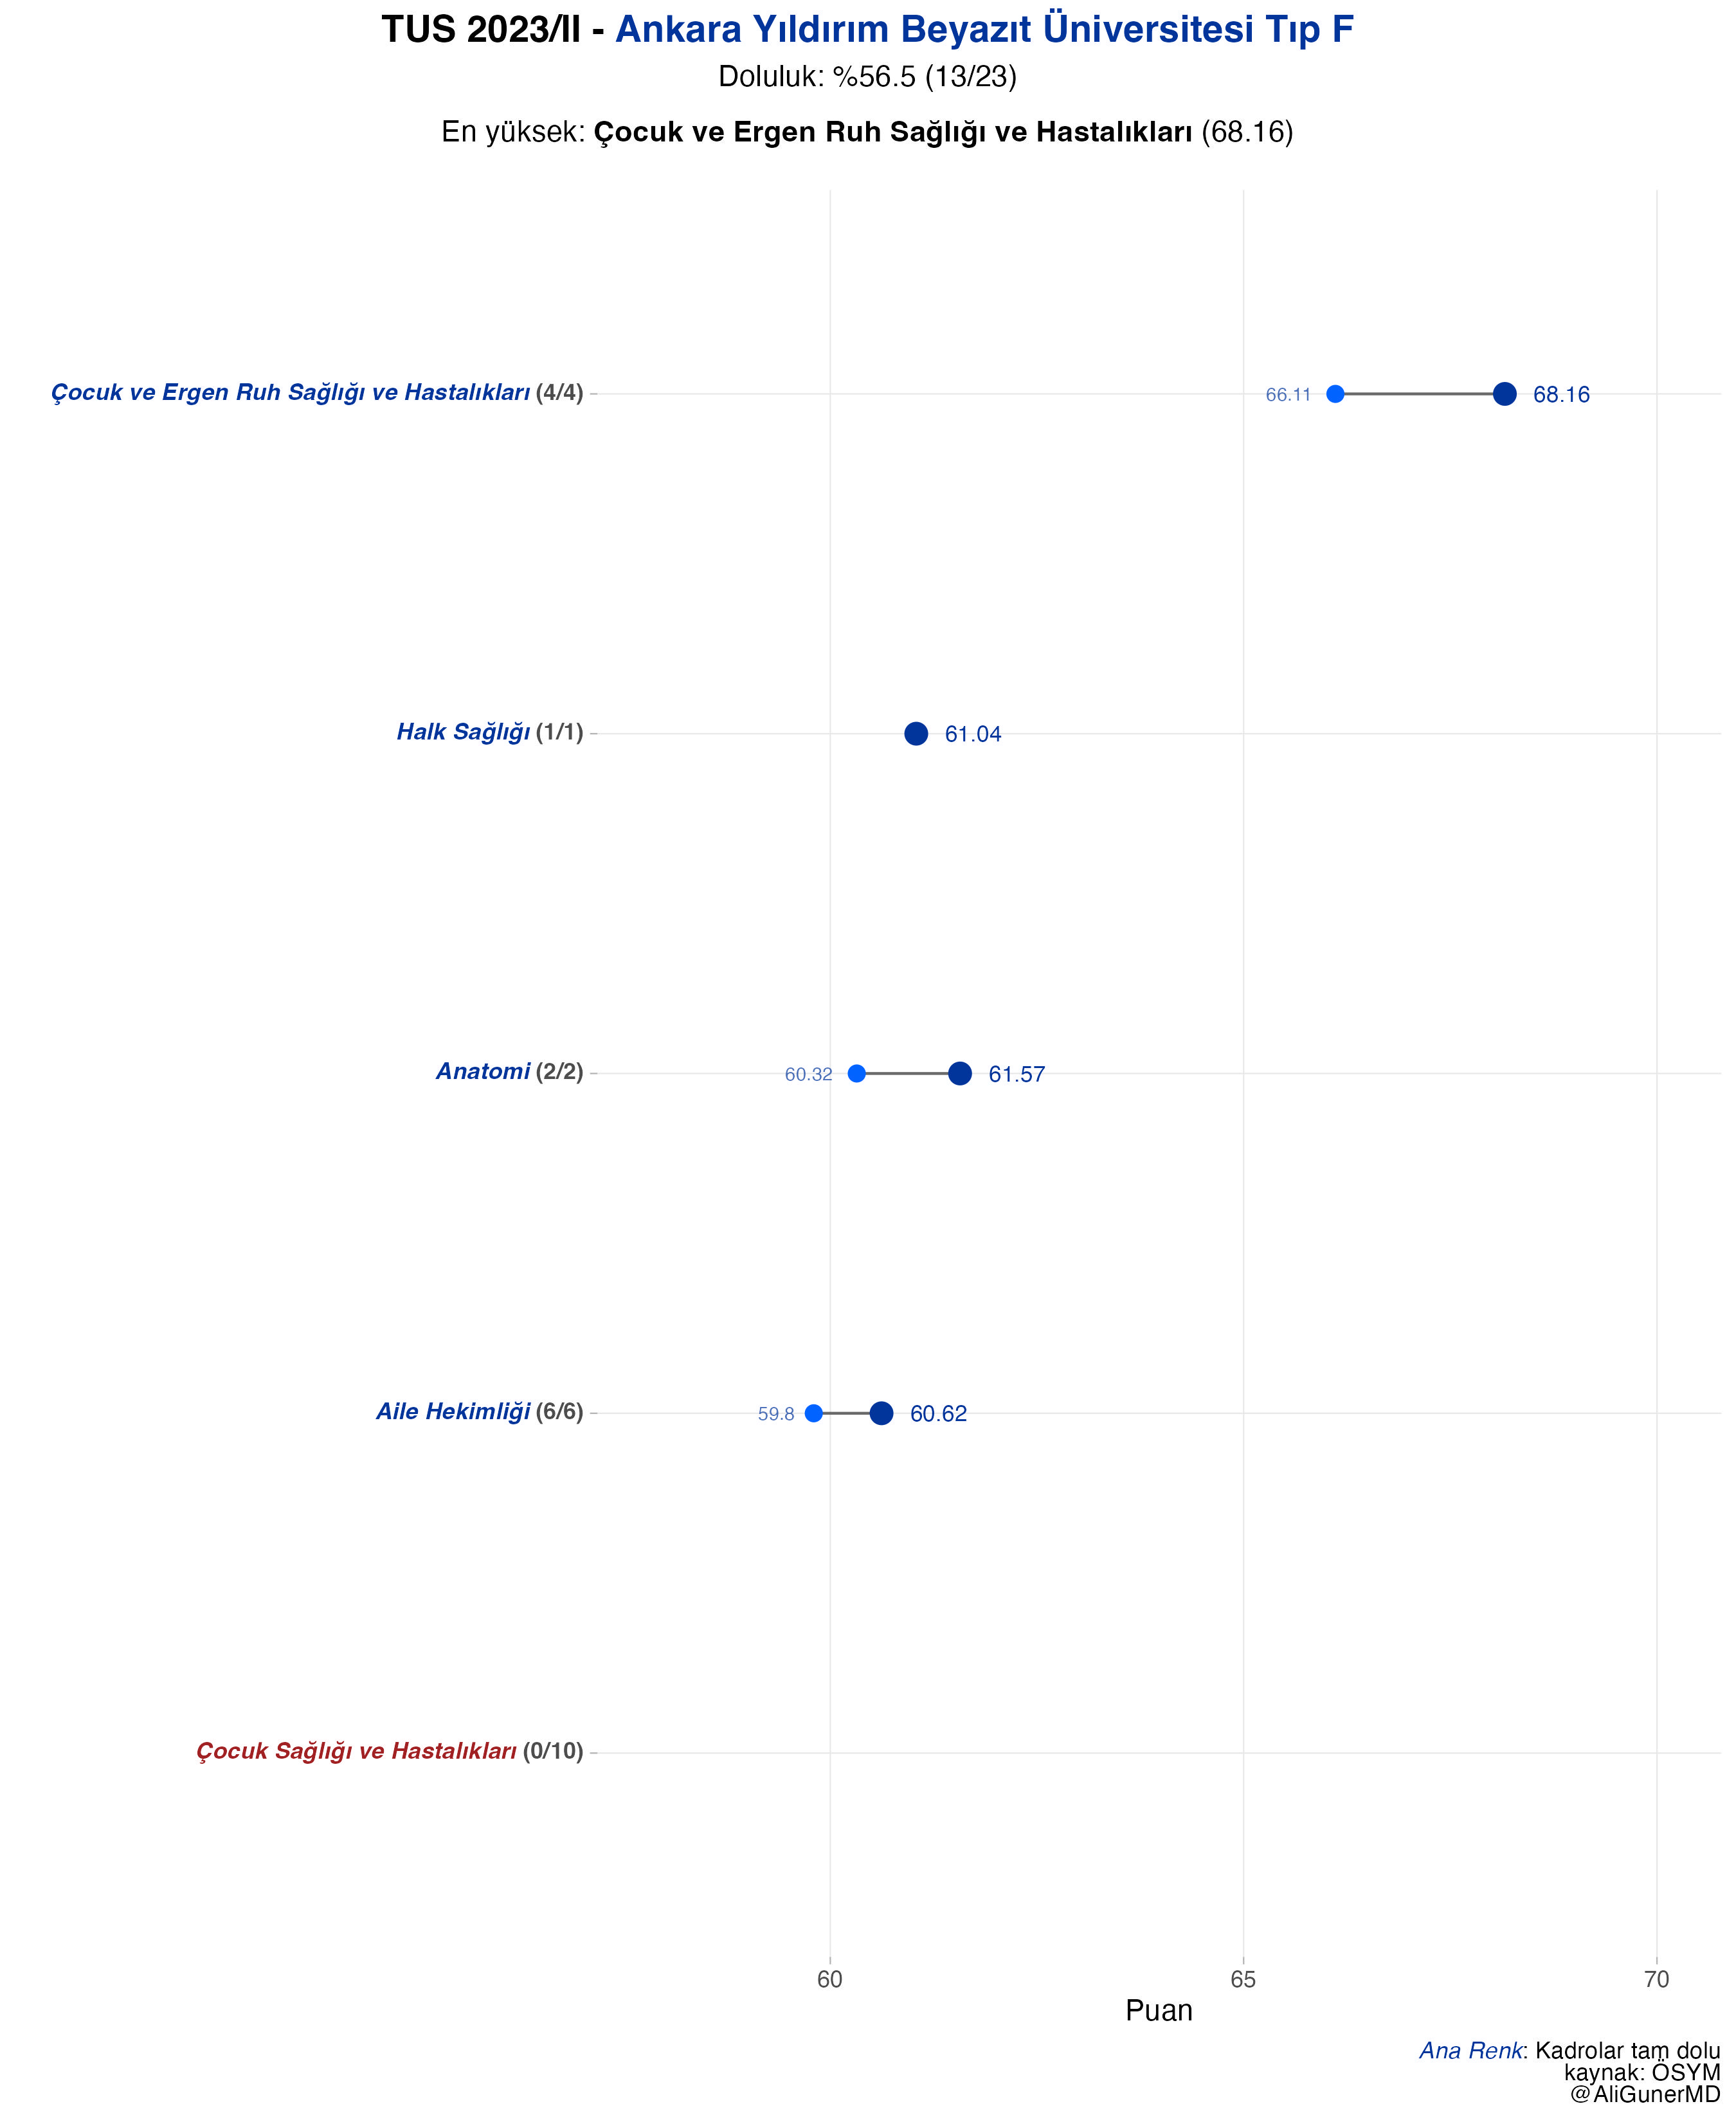 TUS 2023/II - Ankara Yıldırım Beyazıt Üniversitesi Tıp F
Doluluk: %56.5 (13/23)
En yüksek: Çocuk ve Ergen Ruh Sağlığı ve Hastalıkları (68.16)
Çocuk ve Ergen Ruh Sağlığı ve Hastalıkları (4/4) 66.11 68.16
Halk Sağlığı (1/1) 61.04
Anatomi (2/2) 60.32 61.57
Aile Hekimliği (6/6) 59.8 60.62
Çocuk Sağlığı ve Hastalıkları (0/10)
60 65 70
Puan
Ana Renk: Kadrolar tam dolu
kaynak: ÖSYM
@AliGunerMD